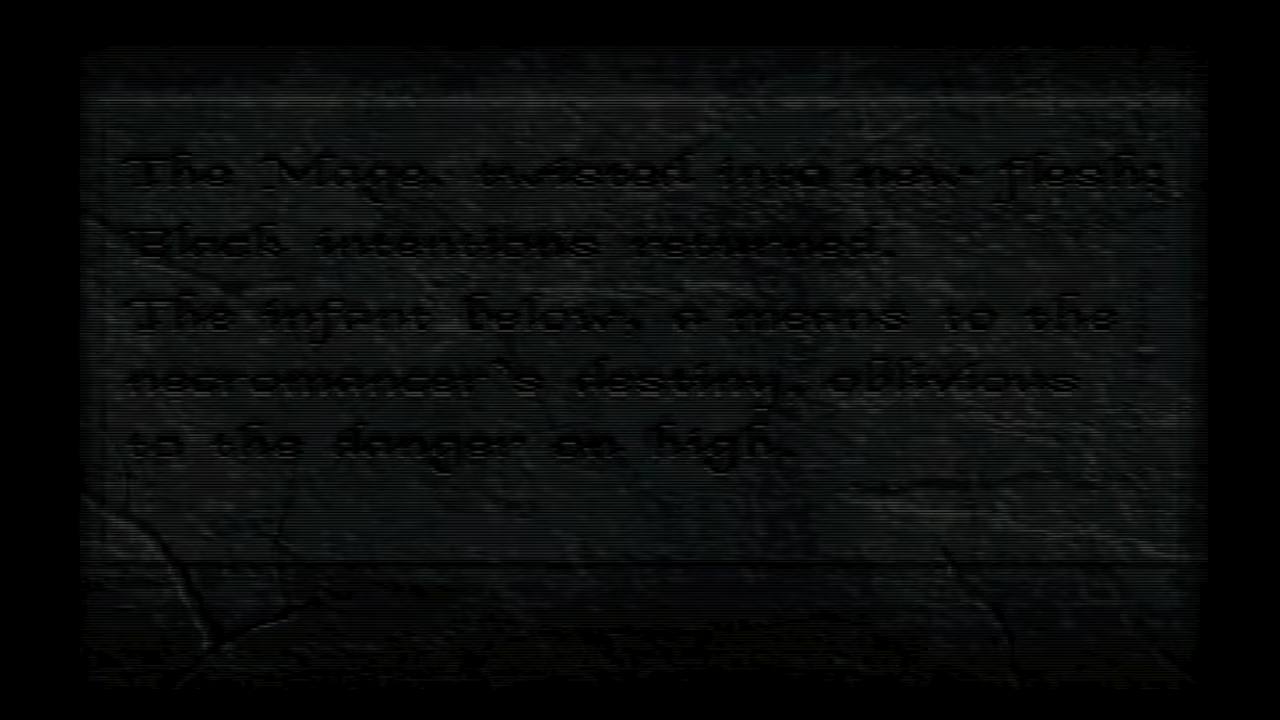 The Mage, twisted into new flesh;
Black intentions returned.
The infant below, a means to the
necromancer's destiny, oblivious
to the danger on high.